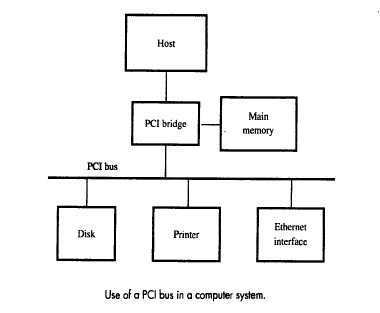 Host
PCI bridge
Main
memory
PCI bus
Disk
Printer
Ethernet
interface
Use of a PCI bus in a computer system.